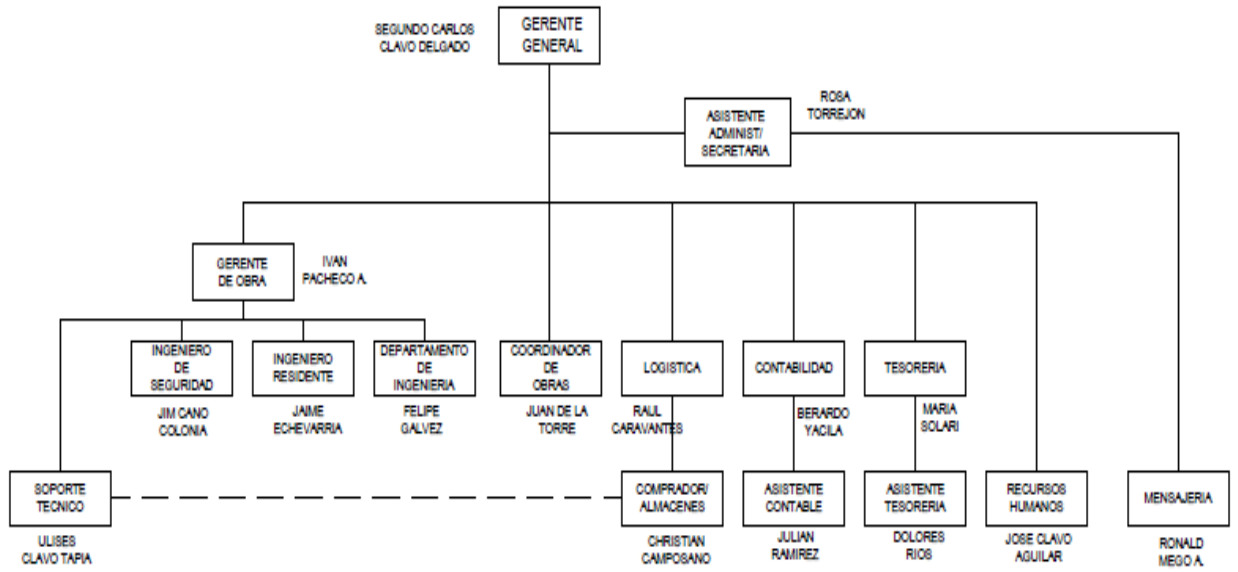 SEGUNDO CARLOS
CLAVO DELGADO
GERENTE
GENERAL
ASISTENTE
ADMINIST/
SECRETARIA
ROSA
TORREJON
GERENTE
DE OBRA
IVAN
PACHECO A.
INGENIERO
DE
SEGURIDAD
JIM CANO
COLONIA
INGENIERO
RESIDENTE
JAIME
ECHEVARRIA
DEPARTAMENTO
DE
INGENIERIA
FELIPE
GALVEZ
COORDINADOR
DE
OBRAS
JUAN DE LA
TORRE
LOGISTICA
RAUL
CARAVANTES
CONTABILIDAD
BERARDO
YACILA
TESORERIA
MARIA
SOLARI
SOPORTE
TECNICO
ULISES
CLAVO TAPIA
COMPRADOR/
ALMACENES
CHRISTIAN
CAMPOSANO
ASISTENTE
CONTABLE
JULIAN
RAMIREZ
ASISTENTE
TESORERIA
DOLORES
RIOS
RECURSOS
HUMANOS
JOSE CLAVO
AGUILAR
MENSAJERIA
RONALD
MEGO A.